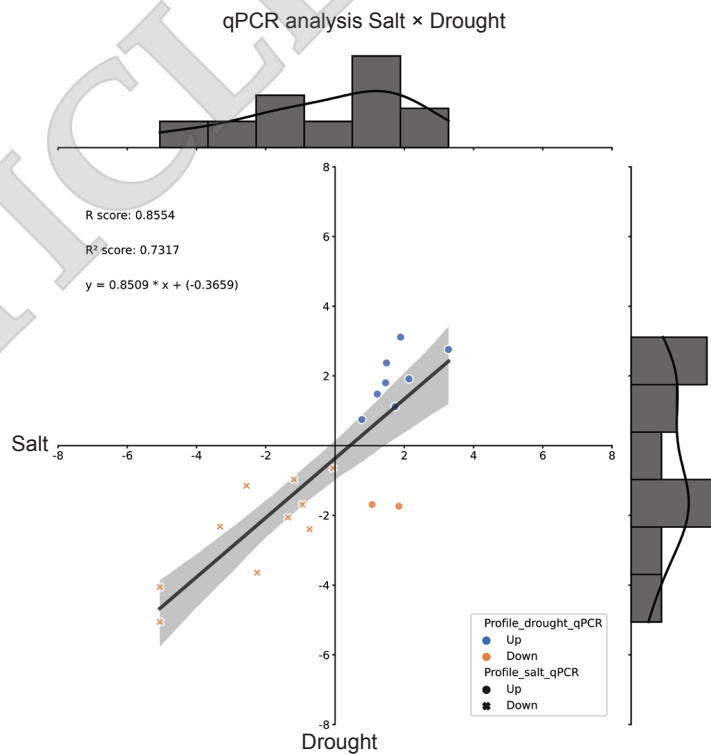 qPCR analysis Salt × Drought
R score: 0.8554
R² score: 0.7317
y = 0.8509 * x + (-0.3659)
8
6
4
2
Salt
-8 -6 -4 -2 2 4 6 8
-2
-4
-6
-8
Profile_drought_qPCR
Up
Down
Profile_salt_qPCR
Up
Down
Drought